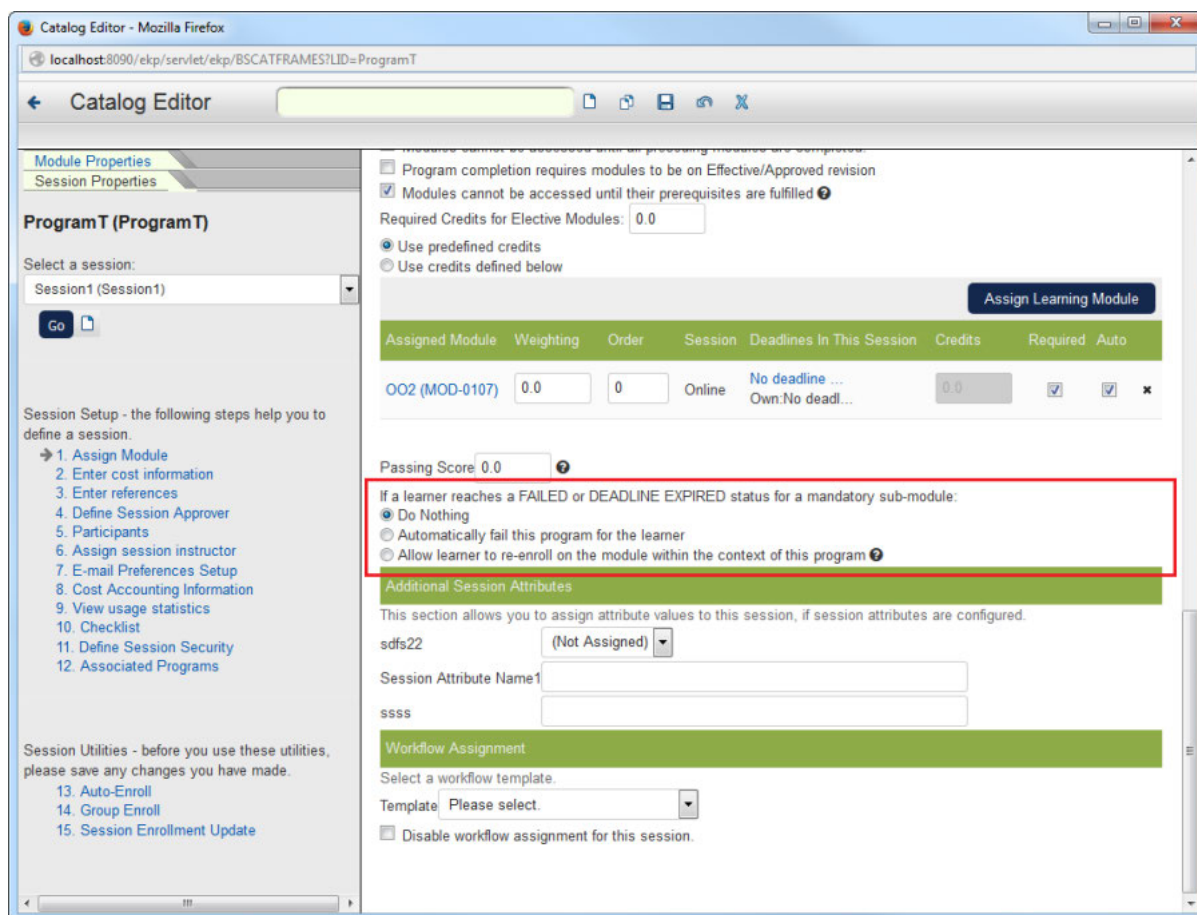 Catalog Editor - Mozilla Firefox
localhost:8090/ekp/servlet/ekp/BSCATFRAMES?LID=ProgramT
Catalog Editor
Module Properties
Session Properties
ProgramT (ProgramT)
Select a session:
Session1 (Session1)
Go
Session Setup - the following steps help you to
define a session.
1. Assign Module
2. Enter cost information
3. Enter references
4. Define Session Approver
5. Participants
6. Assign session instructor
7. E-mail Preferences Setup
8. Cost Accounting Information
9. View usage statistics
10. Checklist
11. Define Session Security
12. Associated Programs
Session Utilities - before you use these utilities,
please save any changes you have made.
13. Auto-Enroll
14. Group Enroll
15. Session Enrollment Update
Modules cannot be accessed until all preceding modules are completed.
Program completion requires modules to be on Effective/Approved revision
Modules cannot be accessed until their prerequisites are fulfilled
Required Credits for Elective Modules: 0.0
Use predefined credits
Use credits defined below
Assign Learning Module
Assigned Module Weighting Order Session Deadlines In This Session Credits Required Auto
OO2 (MOD-0107) 0.0 0 Online No deadline ... 0.0
Own:No deadl...
Passing Score 0.0
If a learner reaches a FAILED or DEADLINE EXPIRED status for a mandatory sub-module:
Do Nothing
Automatically fail this program for the learner
Allow learner to re-enroll on the module within the context of this program
Additional Session Attributes
This section allows you to assign attribute values to this session, if session attributes are configured.
sdfs22 (Not Assigned)
Session Attribute Name1
ssss
Workflow Assignment
Select a workflow template.
Template Please select.
Disable workflow assignment for this session.